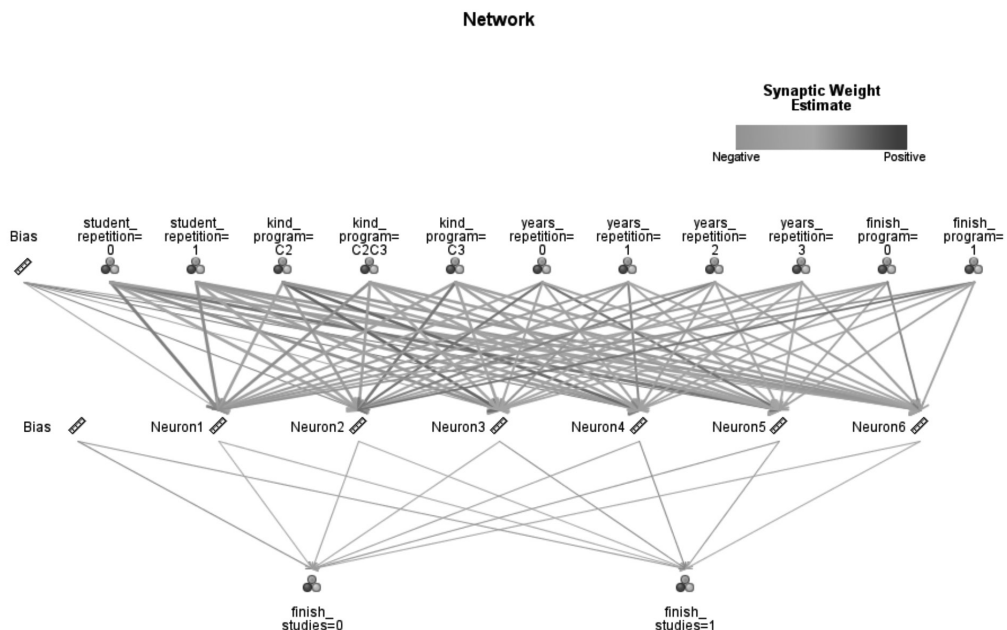 Network
Synaptic Weight
Estimate
Negative
Positive
Bias
student_
repetition=
0
student_
repetition=
1
kind_
program=
C2
kind_
program=
C2C3
kind_
program=
C3
years_
repetition=
0
years_
repetition=
1
years_
repetition=
2
years_
repetition=
3
finish_
program=
0
finish_
program=
1
Bias
Neuron1
Neuron2
Neuron3
Neuron4
Neuron5
Neuron6
finish_
studies=0
finish_
studies=1